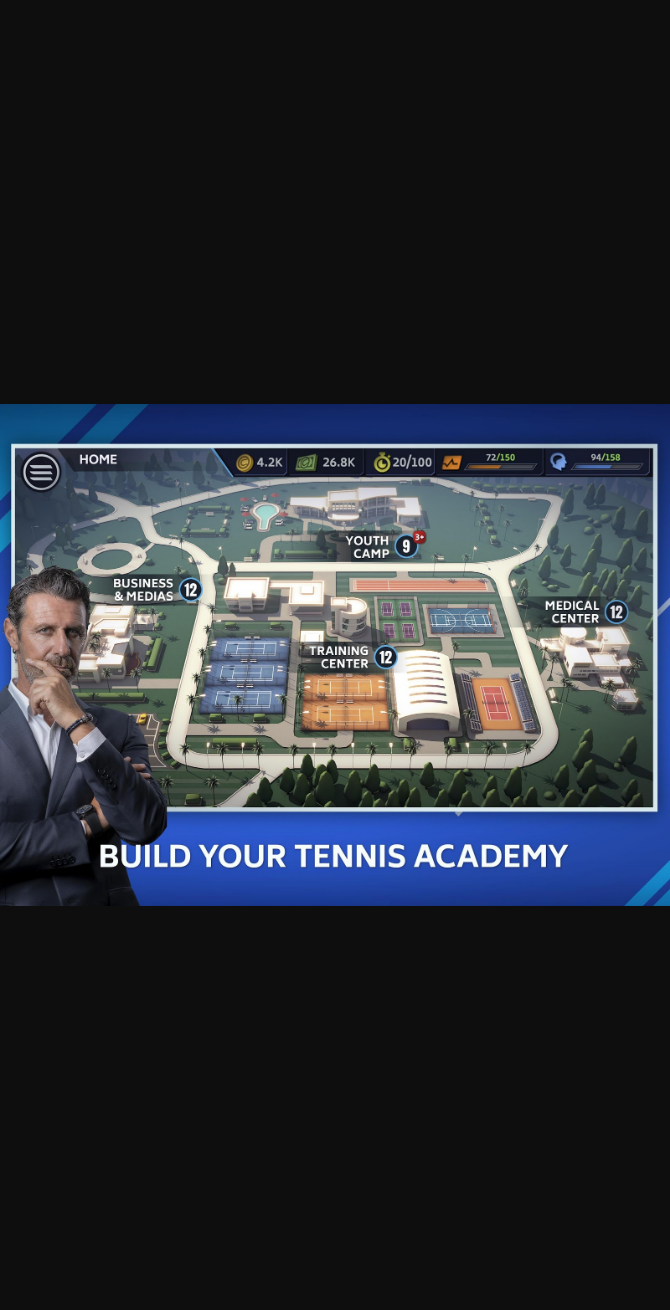 HOME
4.2K
26.8K
20/100
72/150
94/158
YOUTH
CAMP
9
3+
BUSINESS
& MEDIAS
12
MEDICAL
CENTER
12
TRAINING
CENTER
12
BUILD YOUR TENNIS ACADEMY